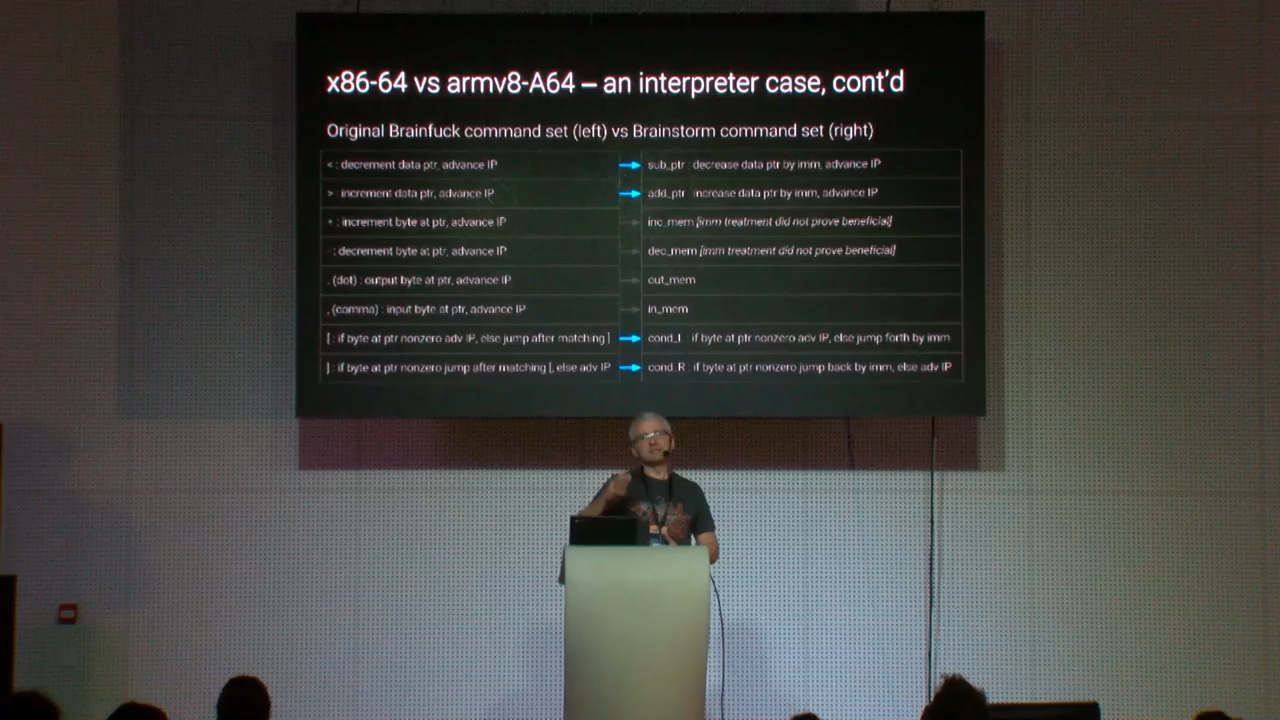 x86-64 vs armv8-A64 – an interpreter case, cont'd
Original Brainfuck command set (left) vs Brainstorm command set (right)
< : decrement data ptr, advance IP
sub_ptr : decrease data ptr by imm, advance IP
> : increment data ptr, advance IP
add_ptr : increase data ptr by imm, advance IP
+ : increment byte at ptr, advance IP
inc_mem [imm treatment did not prove beneficial]
: decrement byte at ptr, advance IP
dec_mem [imm treatment did not prove beneficial]
. (dot) : output byte at ptr, advance IP
out_mem
, (comma) : input byte at ptr, advance IP
in_mem
[ : if byte at ptr nonzero adv IP, else jump after matching ]
cond_L : if byte at ptr nonzero adv IP, else jump forth by imm
] : if byte at ptr nonzero jump after matching [, else adv IP
cond_R : if byte at ptr nonzero jump back by imm, else adv IP